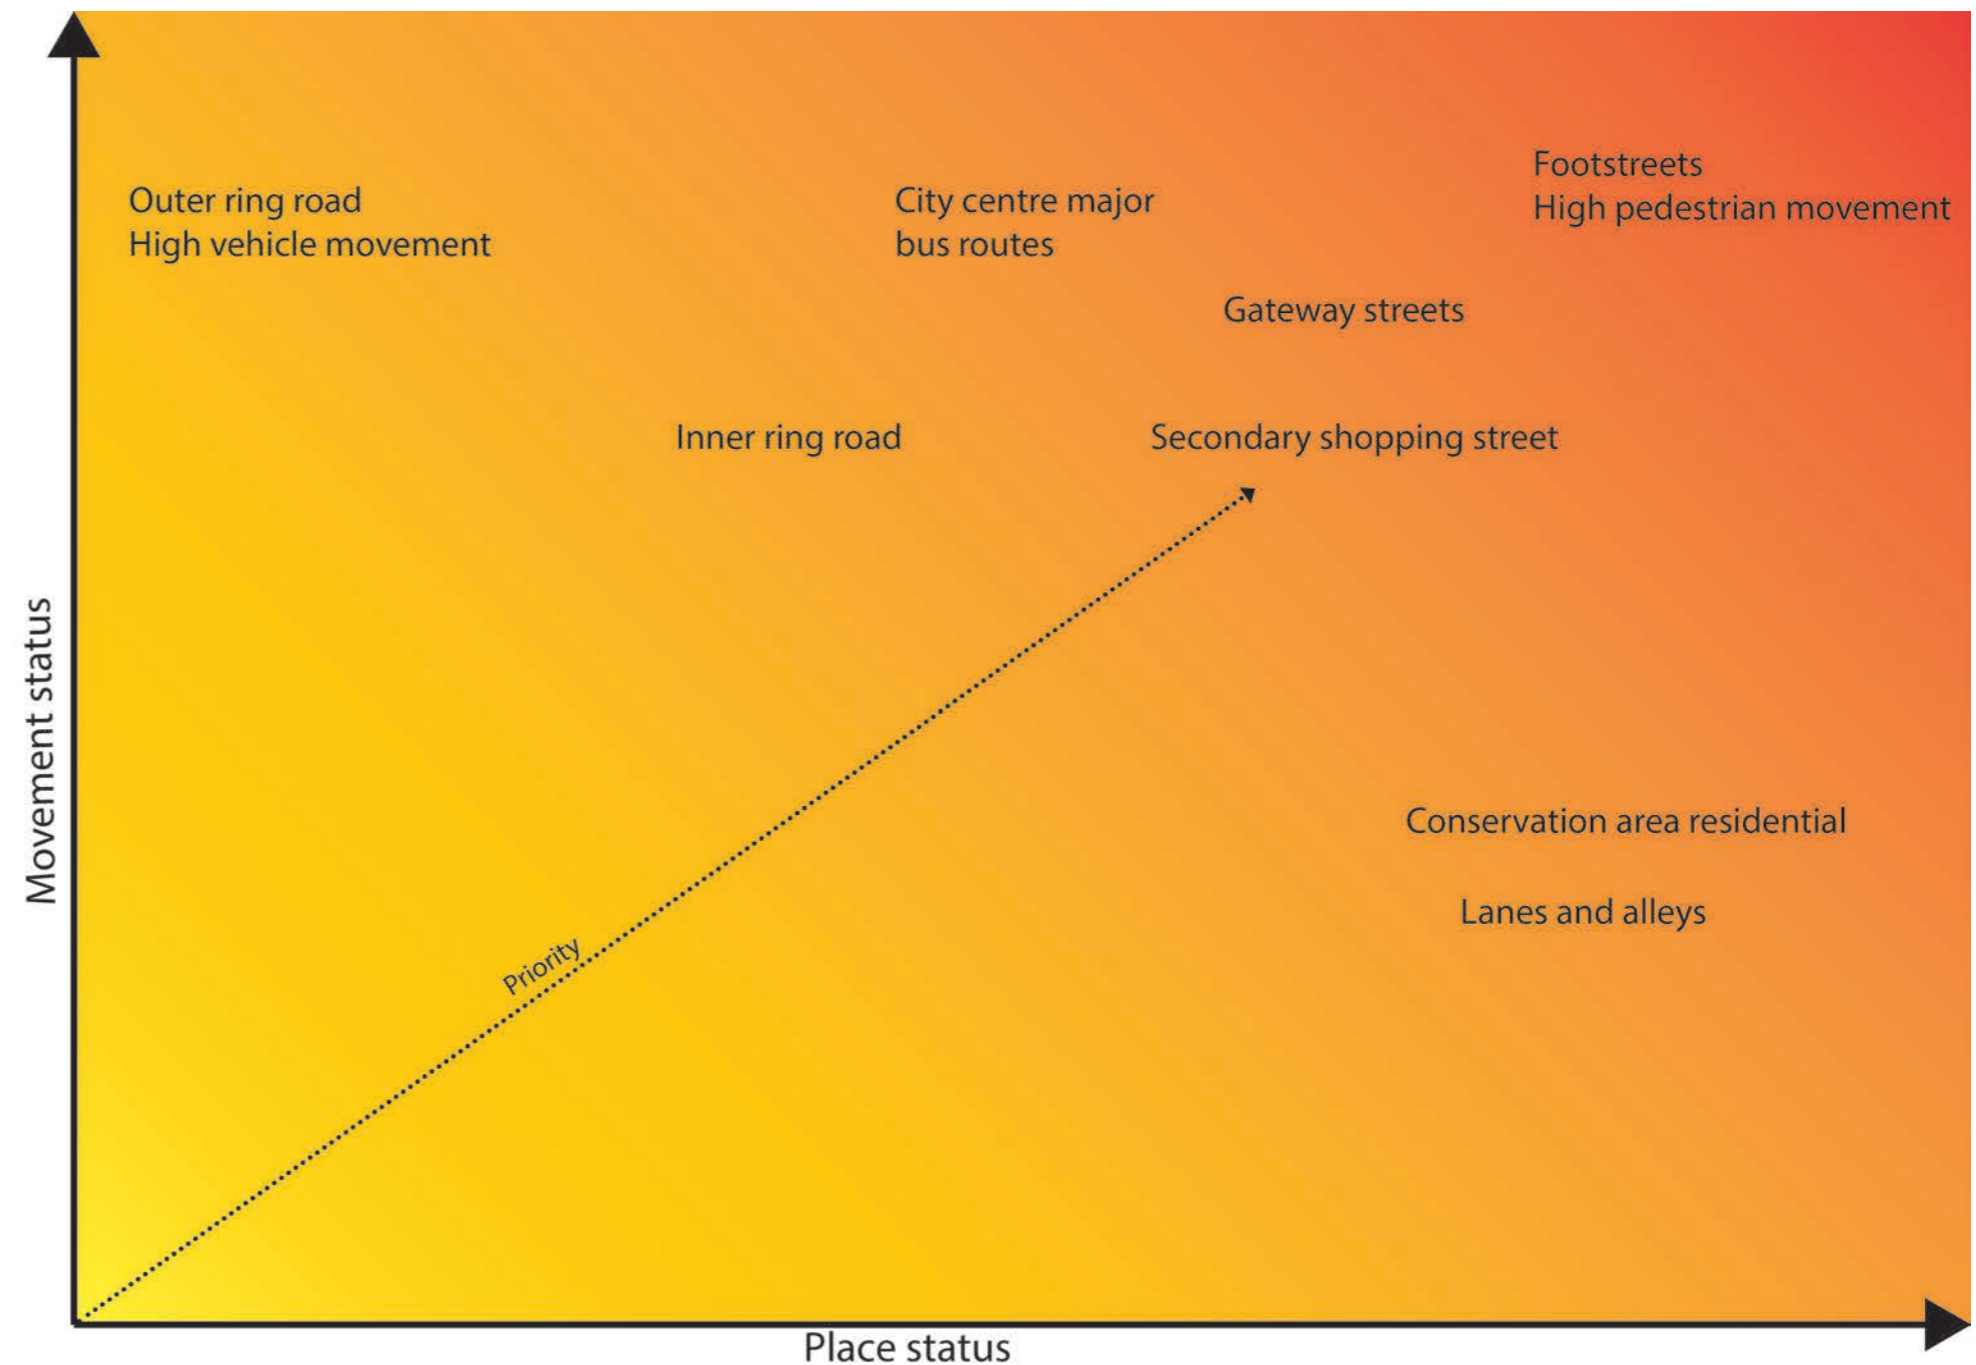 Footstreets
High pedestrian movement
Outer ring road
High vehicle movement
City centre major
bus routes
Gateway streets
Inner ring road
Secondary shopping street
Movement status
Conservation area residential
Lanes and alleys
Priority
Place status